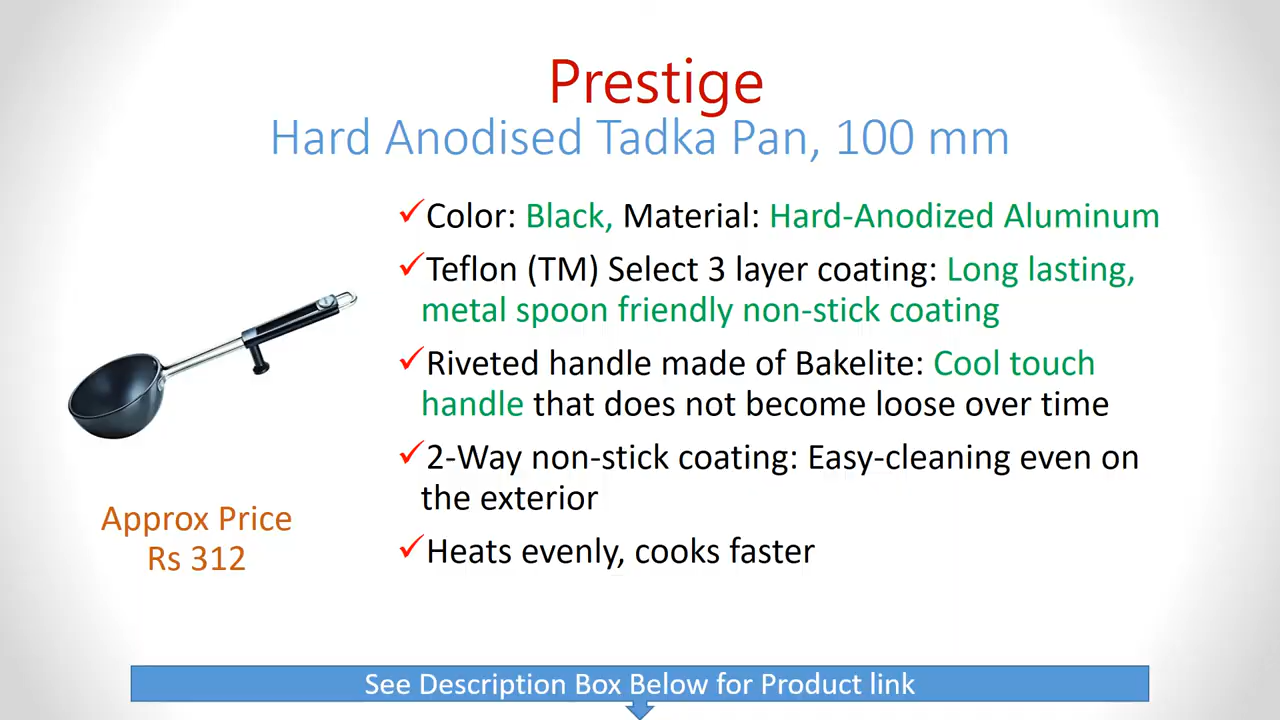 Prestige
Hard Anodised Tadka Pan, 100 mm
✓Color: Black, Material: Hard-Anodized Aluminum
✓Teflon (TM) Select 3 layer coating: Long lasting,
metal spoon friendly non-stick coating
✓Riveted handle made of Bakelite: Cool touch
handle that does not become loose over time
✓2-Way non-stick coating: Easy-cleaning even on
the exterior
✓Heats evenly, cooks faster
Approx Price
Rs 312
See Description Box Below for Product link